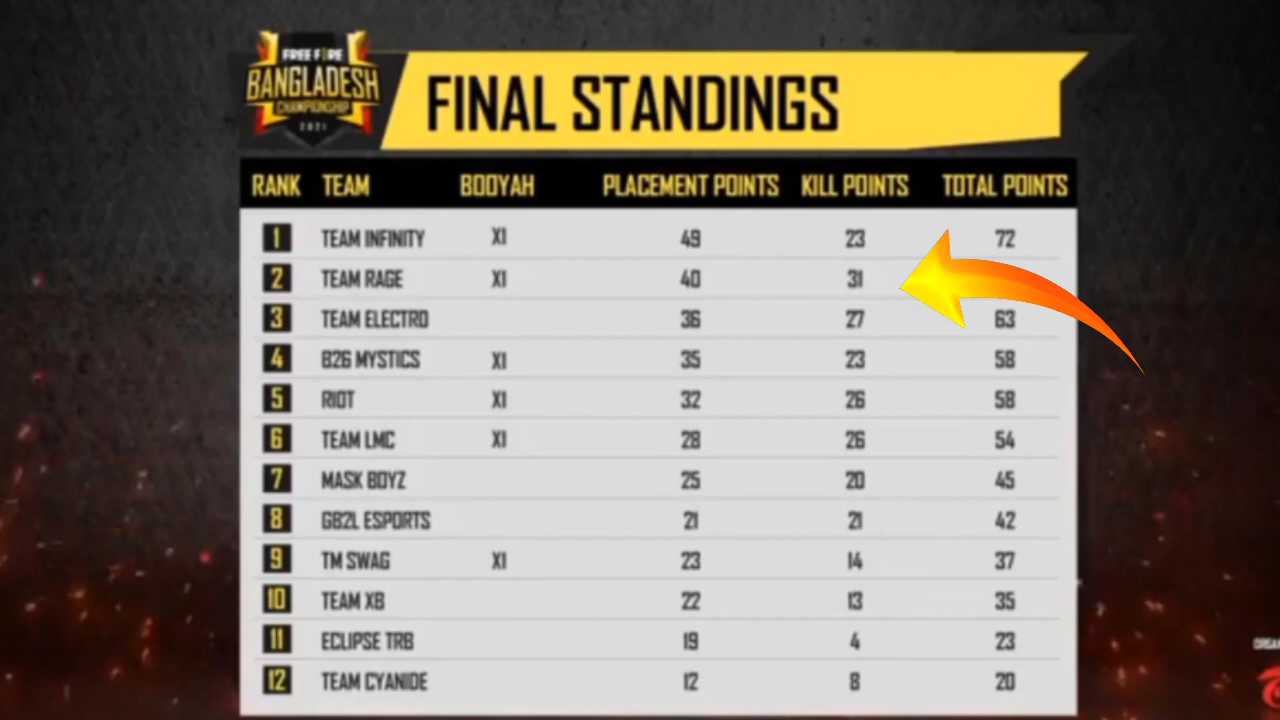 FREE FIRE
BANGLADESH
CHAMPIONSHIP
2021
FINAL STANDINGS
RANK TEAM BOOYAH PLACEMENT POINTS KILL POINTS TOTAL POINTS
1 TEAM INFINITY X1 49 23 72
2 TEAM RAGE X1 40 31
3 TEAM ELECTRO 36 27 63
4 B26 MYSTICS X1 35 23 58
5 RIOT X1 32 26 58
6 TEAM LMC X1 28 26 54
7 MASK BOYZ 25 20 45
8 GB2L ESPORTS 21 21 42
9 TM SWAG X1 23 14 37
10 TEAM XB 22 13 35
11 ECLIPSE TRB 19 4 23
12 TEAM CYANIDE 12 8 20